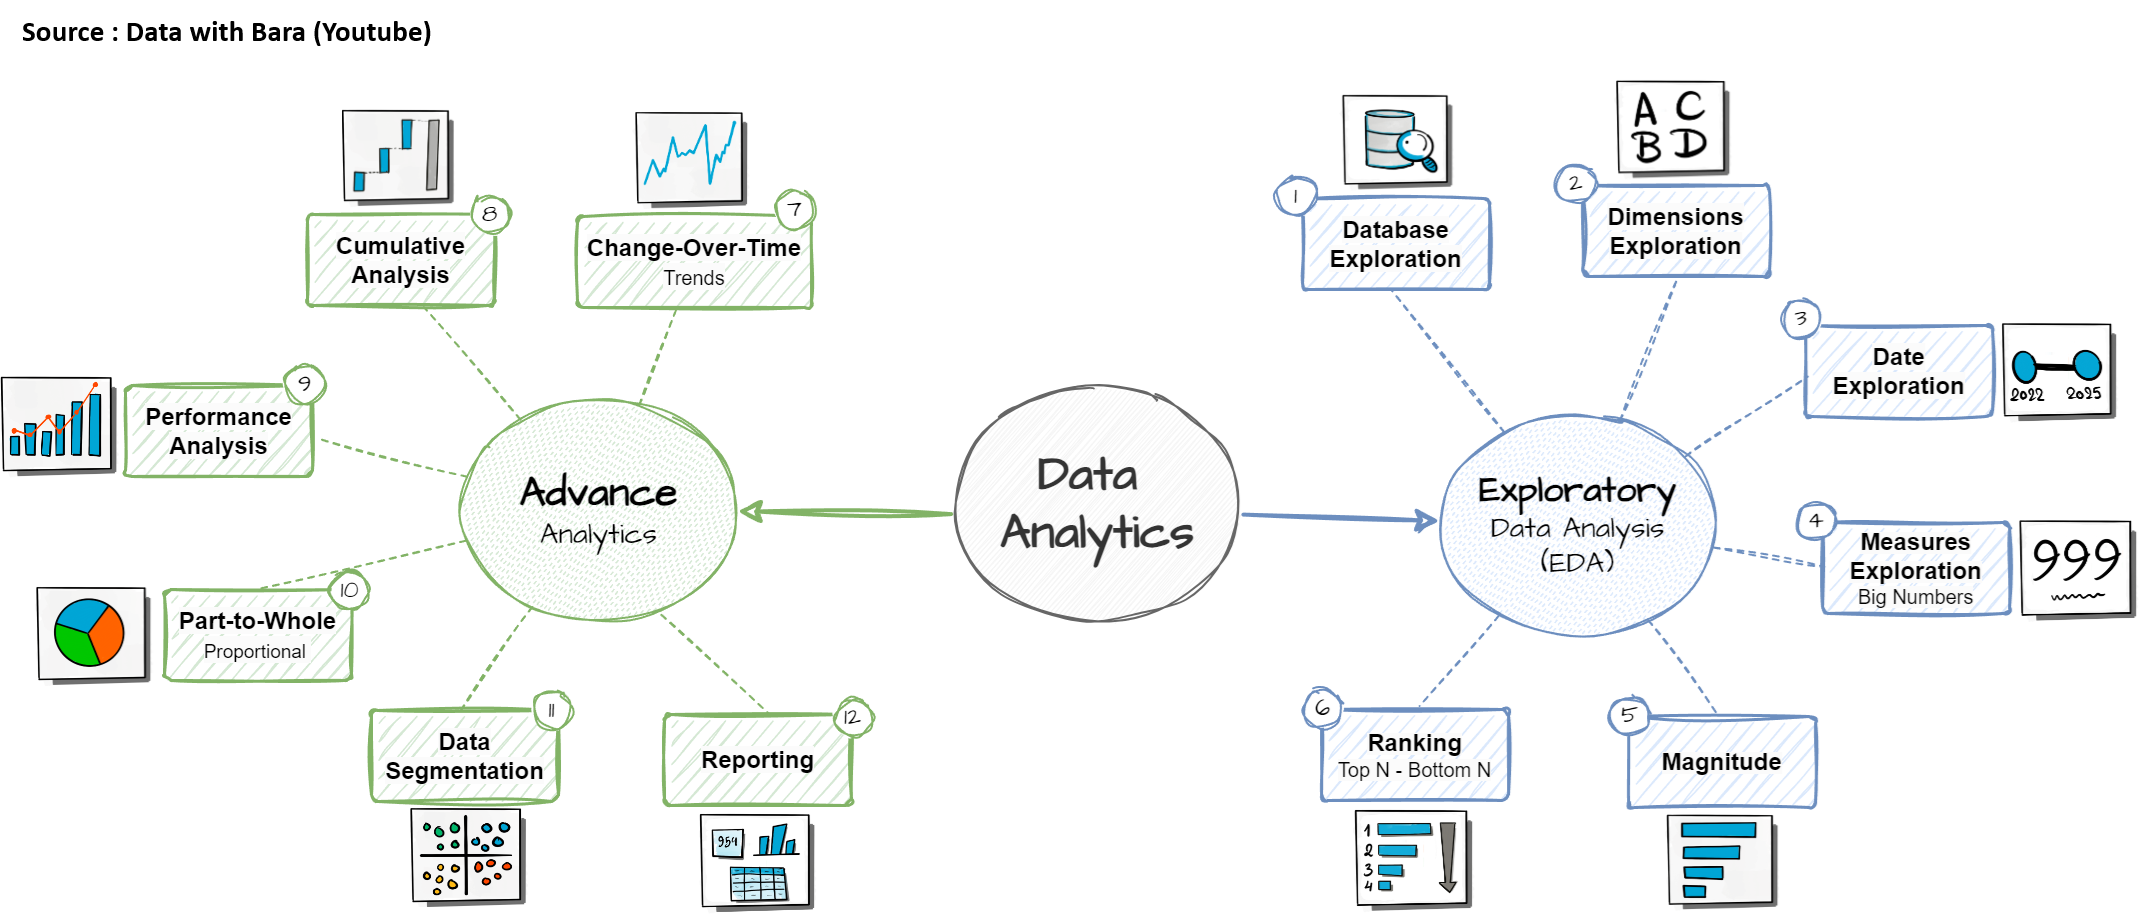 Source : Data with Bara (Youtube)
8
Cumulative
Analysis
7
Change-Over-Time
Trends
9
Performance
Analysis
Advance
Analytics
10
Part-to-Whole
Proportional
11
Data
Segmentation
12
Reporting
954
Data
Analytics
1
Database
Exploration
A C
B D
2
Dimensions
Exploration
3
Date
Exploration
2022 2025
Exploratory
Data Analysis
(EDA)
4
Measures
Exploration
Big Numbers
999
6
Ranking
Top N - Bottom N
1
2
3
4
5
Magnitude